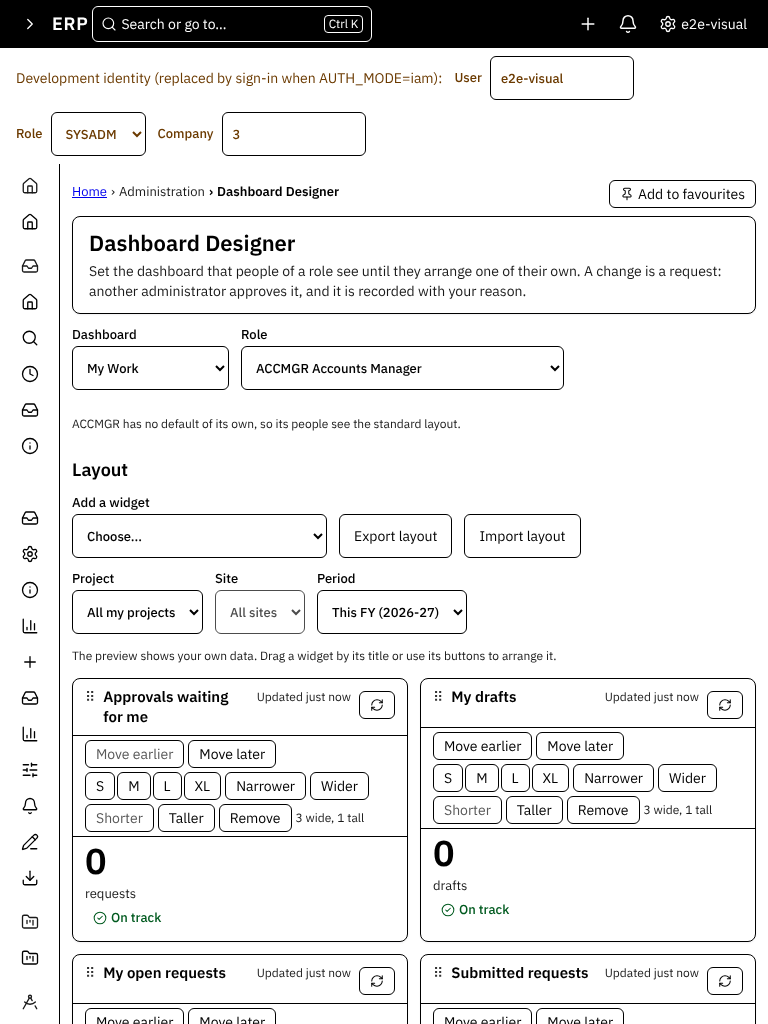 ERP Search or go to... Ctrl K e2e-visual
Development identity (replaced by sign-in when AUTH_MODE=iam): User e2e-visual
Role SYSADM Company 3
Home › Administration › Dashboard Designer Add to favourites
Dashboard Designer
Set the dashboard that people of a role see until they arrange one of their own. A change is a request:
another administrator approves it, and it is recorded with your reason.
Dashboard Role
My Work ACCMGR Accounts Manager
ACCMGR has no default of its own, so its people see the standard layout.
Layout
Add a widget
Choose... Export layout Import layout
Project Site Period
All my projects All sites This FY (2026-27)
The preview shows your own data. Drag a widget by its title or use its buttons to arrange it.
Approvals waiting for me Updated just now
Move earlier Move later
S M L XL Narrower Wider
Shorter Taller Remove 3 wide, 1 tall
0
requests
On track
My drafts Updated just now
Move earlier Move later
S M L XL Narrower Wider
Shorter Taller Remove 3 wide, 1 tall
0
drafts
On track
My open requests Updated just now
Move earlier Move later
Submitted requests Updated just now
Move earlier Move later